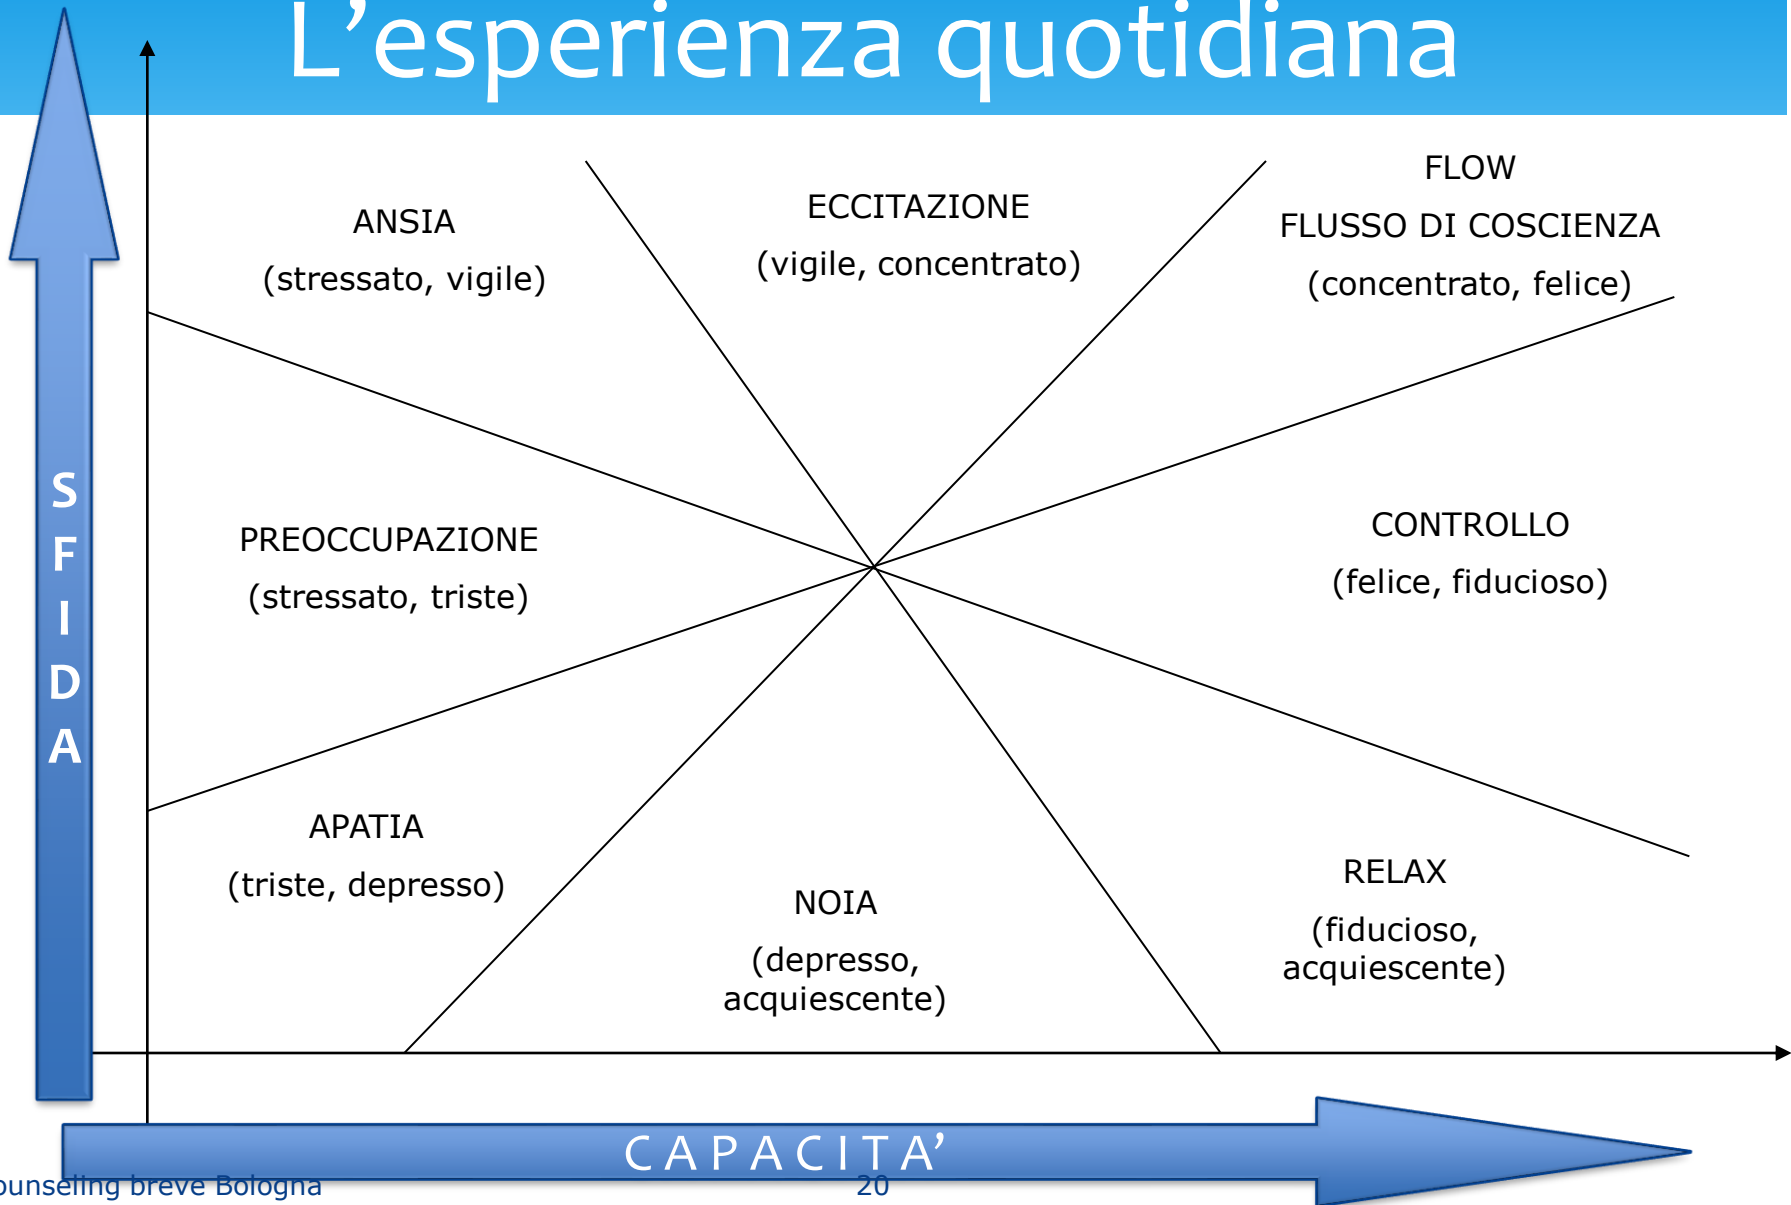 L’esperienza quotidiana
ANSIA
(stressato, vigile)
ECCITAZIONE
(vigile, concentrato)
FLOW
FLUSSO DI COSCIENZA
(concentrato, felice)
PREOCCUPAZIONE
(stressato, triste)
CONTROLLO
(felice, fiducioso)
APATIA
(triste, depresso)
NOIA
(depresso,
acquiescente)
RELAX
(fiducioso,
acquiescente)
S
F
I
D
A
CAPACITA’
ounseling breve Bologna
20